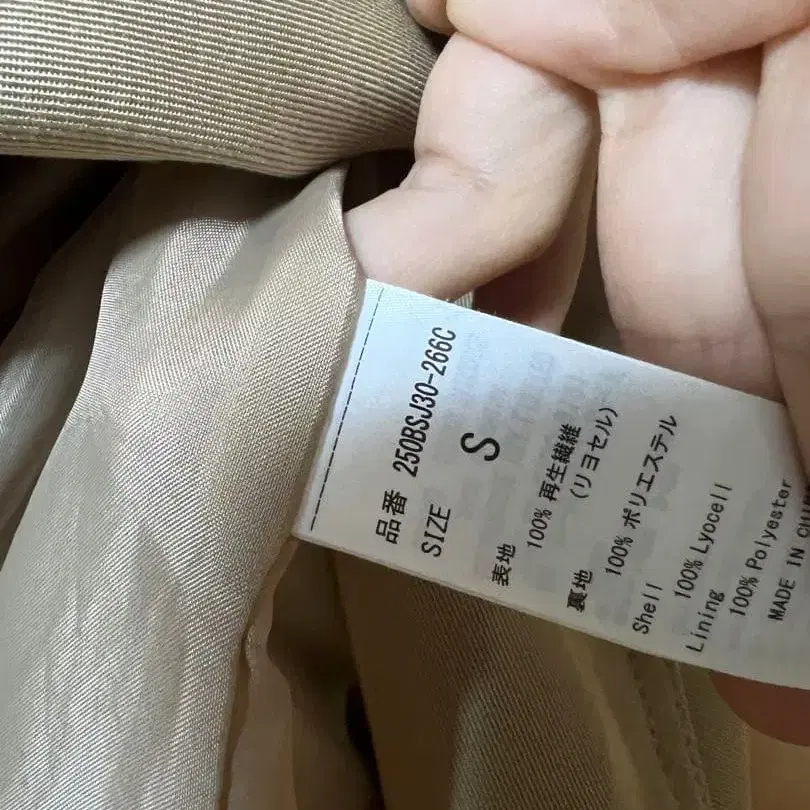 品番 250BSJ30-266C
SIZE S
表地
100% 再生繊維
(リヨセル)
裏地
100% ポリエステル
Shell
100% Lyocell
Lining
100% Polyester
MADE IN